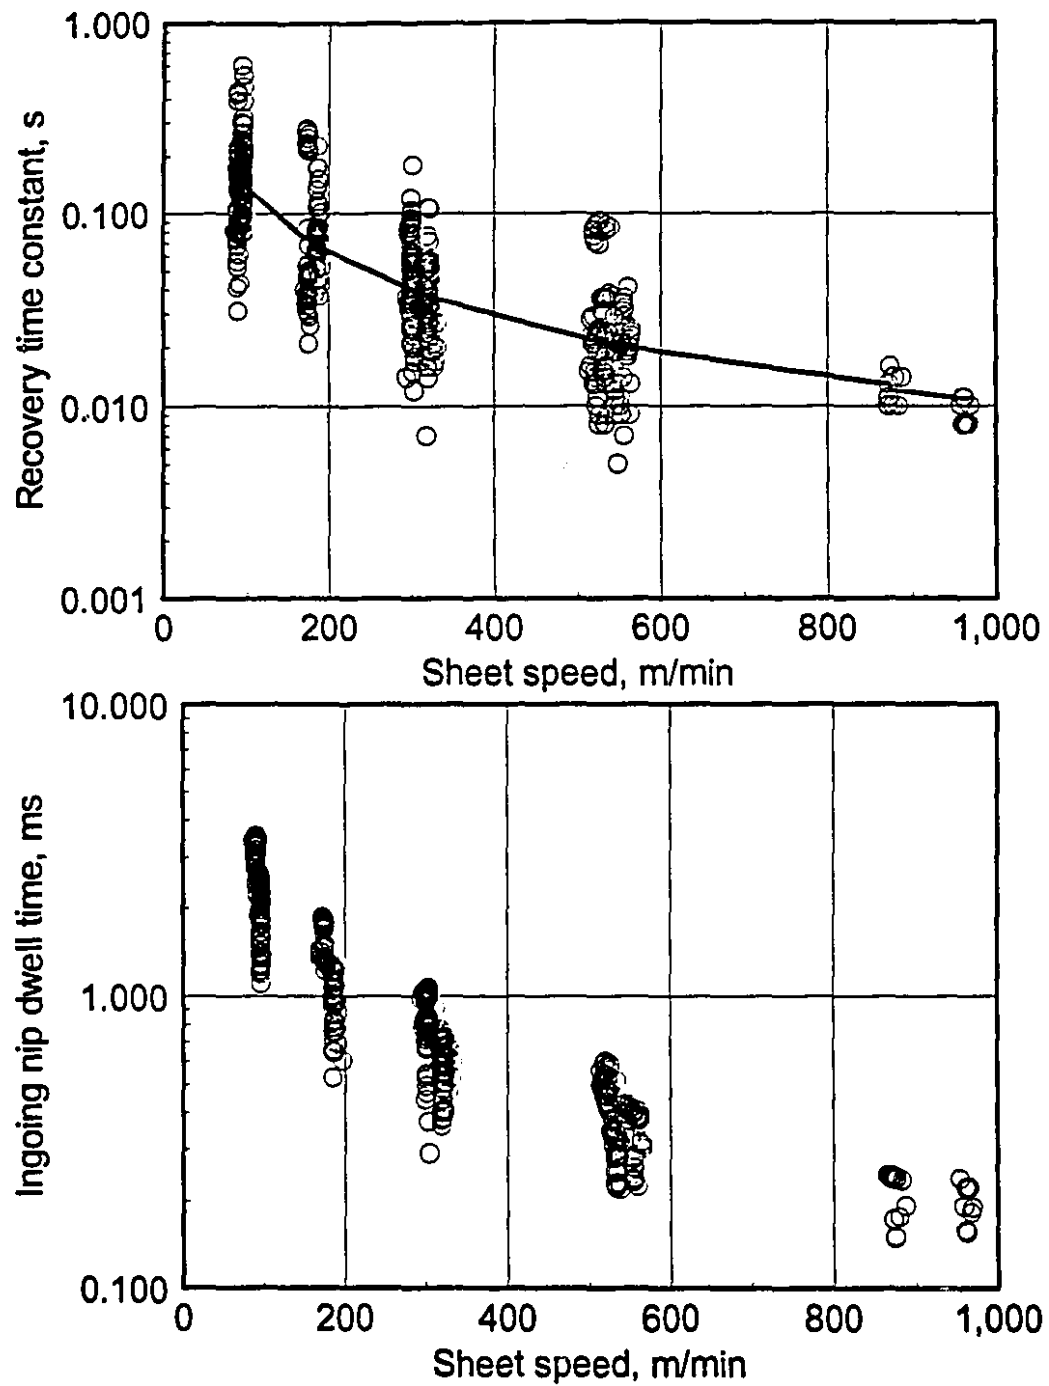 1.000
0.100
0.010
0.001
Recovery time constant, s
0 200 400 600 800 1,000
Sheet speed, m/min
10.000
1.000
0.100
Ingoing nip dwell time, ms
0 200 400 600 800 1,000
Sheet speed, m/min